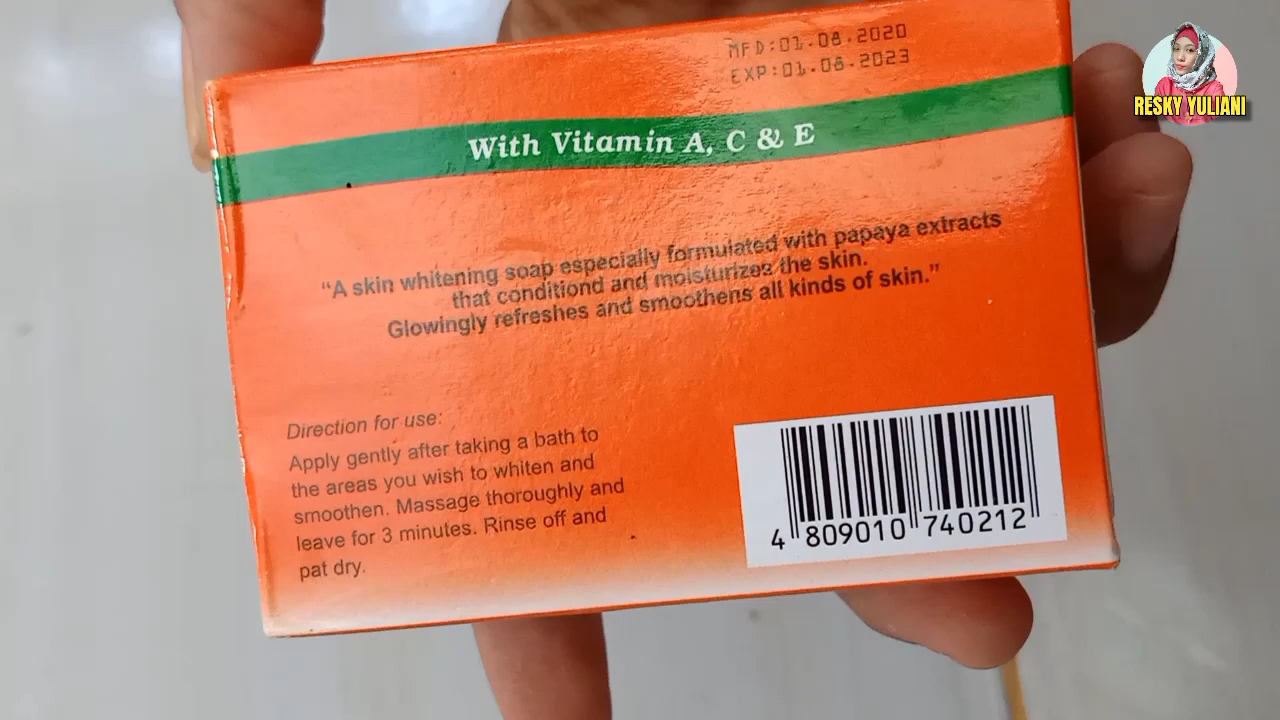 MFD:01.08.2020
EXP:01.08.2023
RESKY YULIANI
With Vitamin A, C & E
“A skin whitening soap especially formulated with papaya extracts
that conditiond and moisturizes the skin.
Glowingly refreshes and smoothens all kinds of skin.”
Direction for use:
Apply gently after taking a bath to
the areas you wish to whiten and
smoothen. Massage thoroughly and
leave for 3 minutes. Rinse off and
pat dry.
4 809010 740212